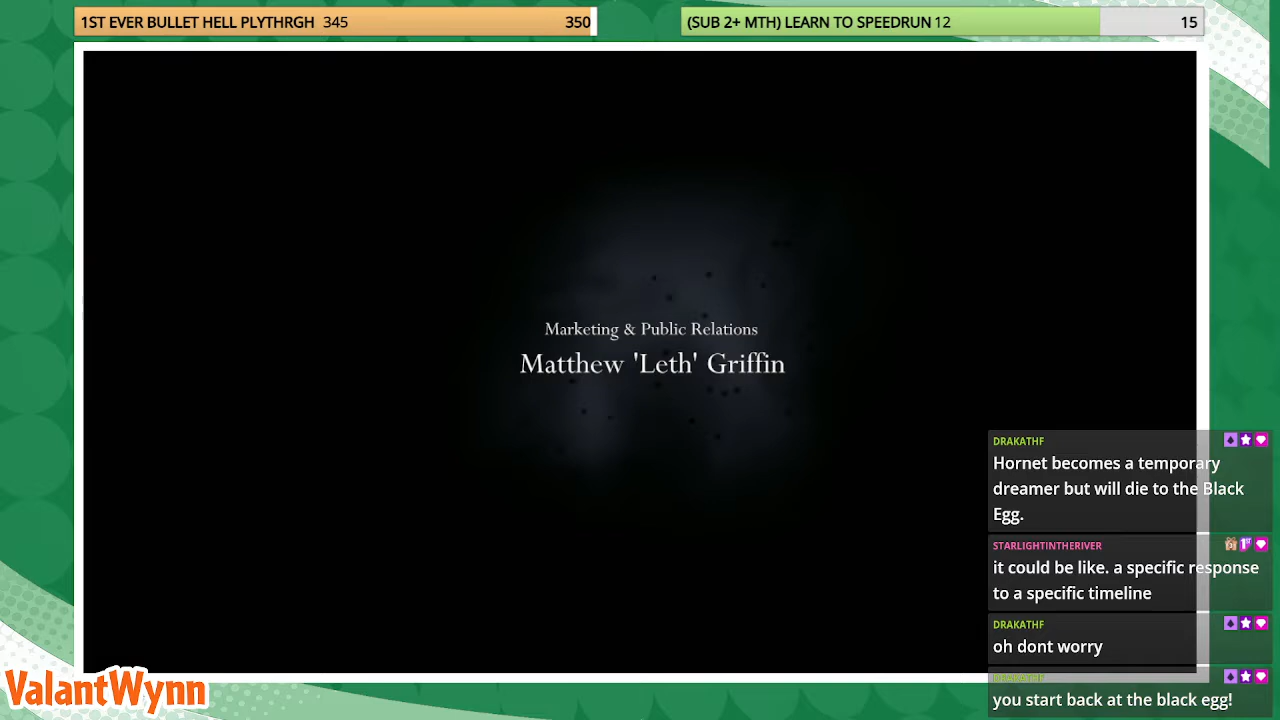 1ST EVER BULLET HELL PLYTHRGH 345 350
(SUB 2+ MTH) LEARN TO SPEEDRUN 12 15
Marketing & Public Relations
Matthew 'Leth' Griffin
DRAKATHF
Hornet becomes a temporary
dreamer but will die to the Black
Egg.
STARLIGHTINTHERIVER
it could be like. a specific response
to a specific timeline
DRAKATHF
oh dont worry
DRAKATHF
you start back at the black egg!
ValantWynn